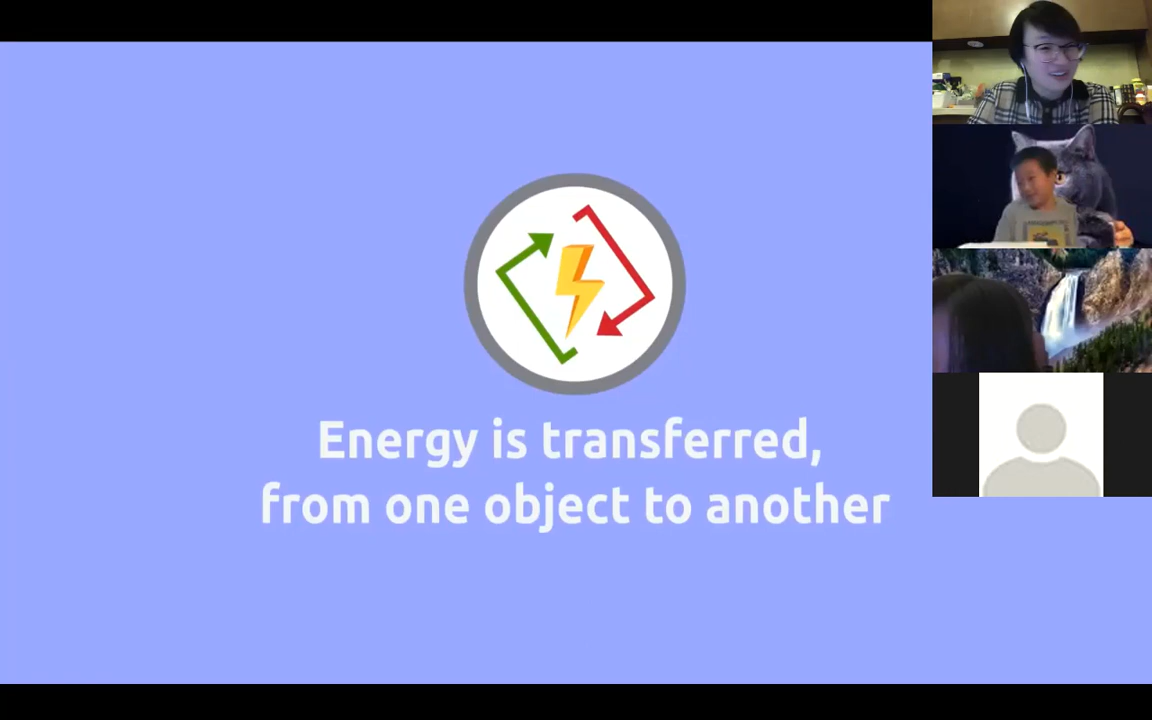 Energy is transferred,
from one object to another